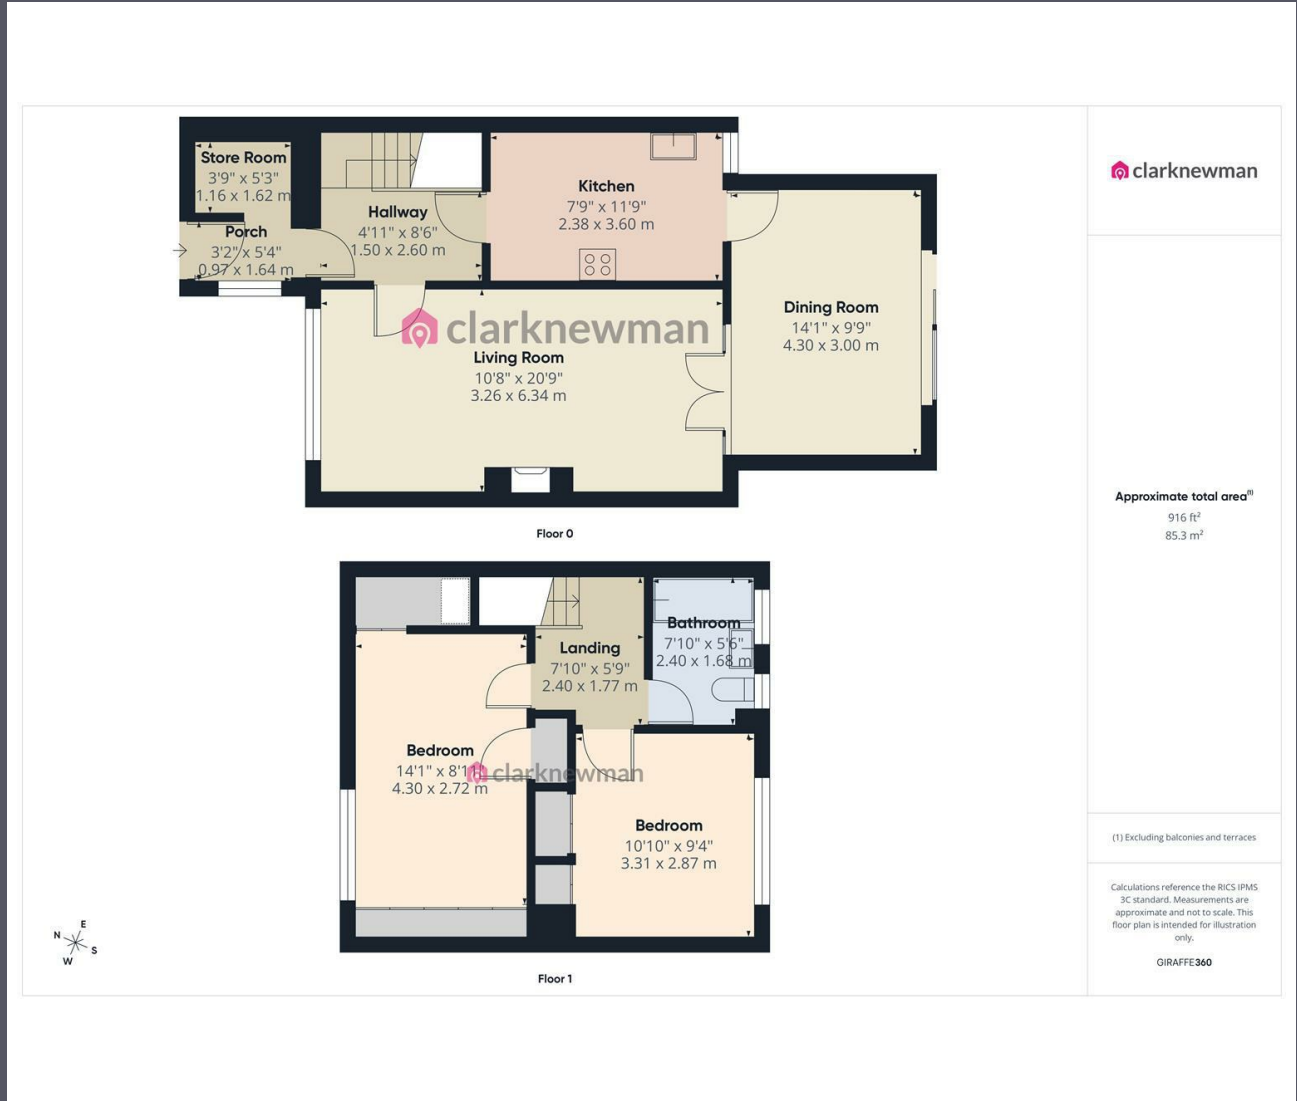 Store Room
3'9" x 5'3"
1.16 x 1.62 m
Porch
3'2" x 5'4"
0.97 x 1.64 m
Hallway
4'11" x 8'6"
1.50 x 2.60 m
Kitchen
7'9" x 11'9"
2.38 x 3.60 m
Dining Room
14'1" x 9'9"
4.30 x 3.00 m
clarknewman
Living Room
10'8" x 20'9"
3.26 x 6.34 m
Floor 0
Bathroom
7'10" x 5'6"
2.40 x 1.68 m
Landing
7'10" x 5'9"
2.40 x 1.77 m
Bedroom
14'1" x 8'11"
4.30 x 2.72 m
clarknewman
Bedroom
10'10" x 9'4"
3.31 x 2.87 m
Floor 1
N
E
S
W
clarknewman
Approximate total area(1)
916 ft²
85.3 m²
(1) Excluding balconies and terraces
Calculations reference the RICS IPMS
3C standard. Measurements are
approximate and not to scale. This
floor plan is intended for illustration
only.
GIRAFFE360